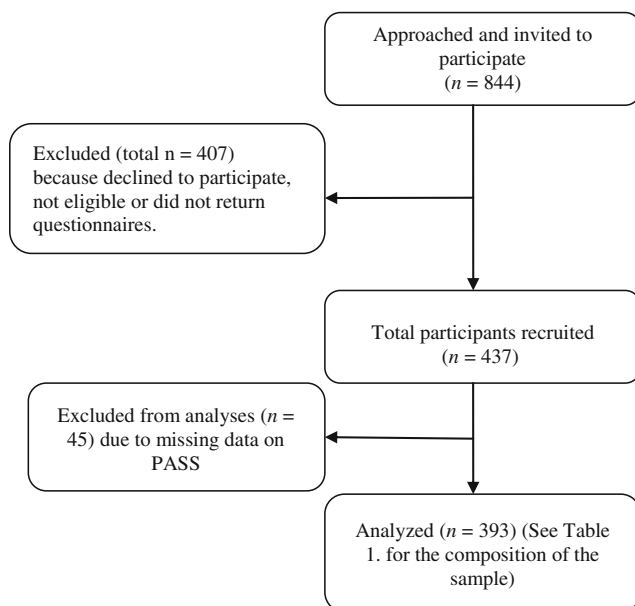 Approached and invited to
participate
(n = 844)
Excluded (total n = 407)
because declined to participate,
not eligible or did not return
questionnaires.
Total participants recruited
(n = 437)
Excluded from analyses (n =
45) due to missing data on
PASS
Analyzed (n = 393) (See Table
1. for the composition of the
sample)